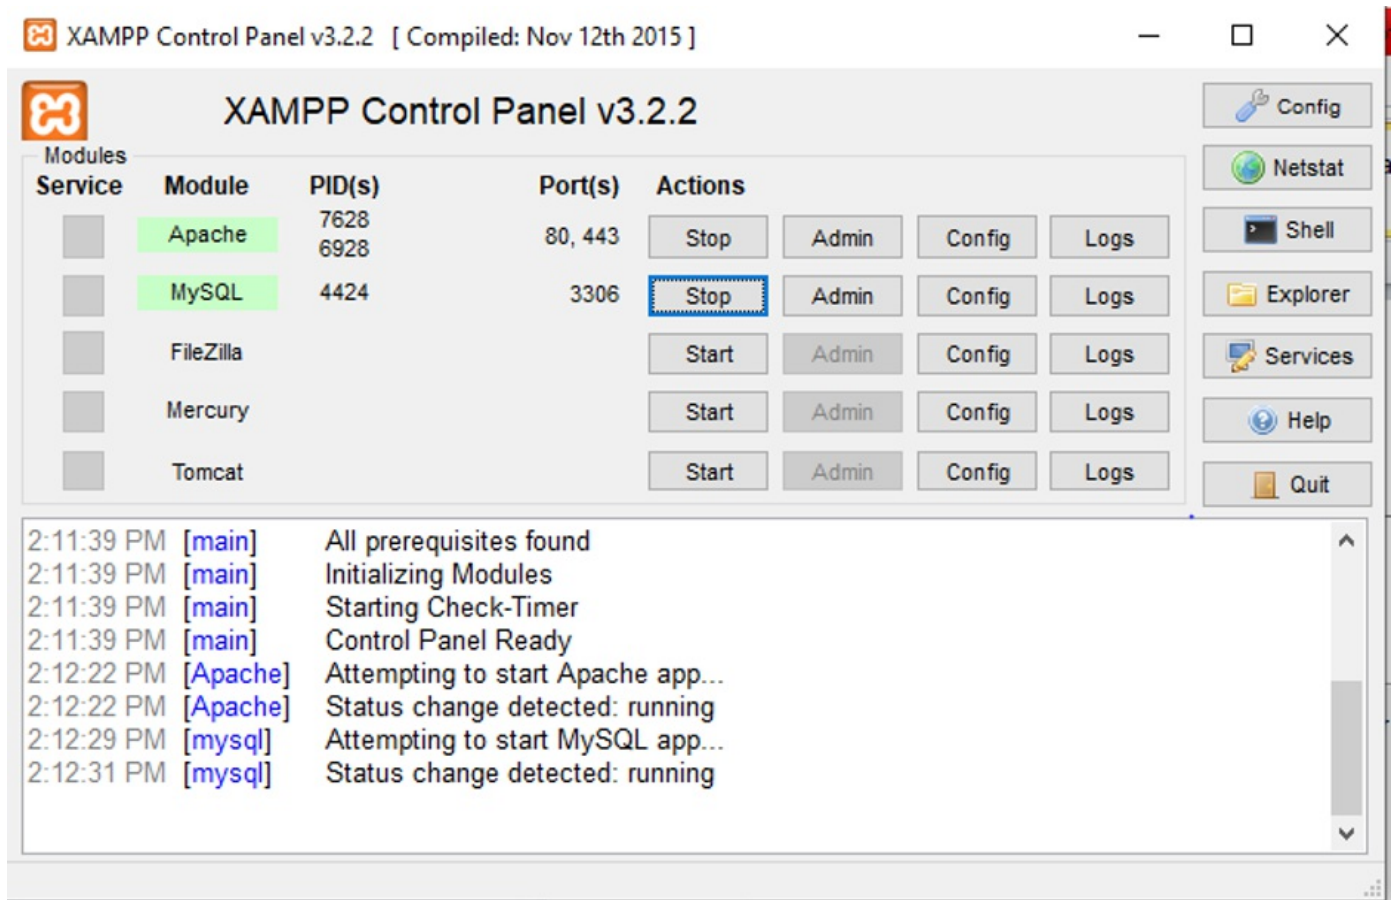 XAMPP Control Panel v3.2.2 [ Compiled: Nov 12th 2015 ]
XAMPP Control Panel v3.2.2
Config
Modules
Netstat
Service Module PID(s) Port(s) Actions
Apache 7628 6928 80, 443 Stop Admin Config Logs
Shell
MySQL 4424 3306 Stop Admin Config Logs
Explorer
FileZilla Start Admin Config Logs
Services
Mercury Start Admin Config Logs
Help
Tomcat Start Admin Config Logs
Quit
2:11:39 PM [main] All prerequisites found
2:11:39 PM [main] Initializing Modules
2:11:39 PM [main] Starting Check-Timer
2:11:39 PM [main] Control Panel Ready
2:12:22 PM [Apache] Attempting to start Apache app...
2:12:22 PM [Apache] Status change detected: running
2:12:29 PM [mysql] Attempting to start MySQL app...
2:12:31 PM [mysql] Status change detected: running